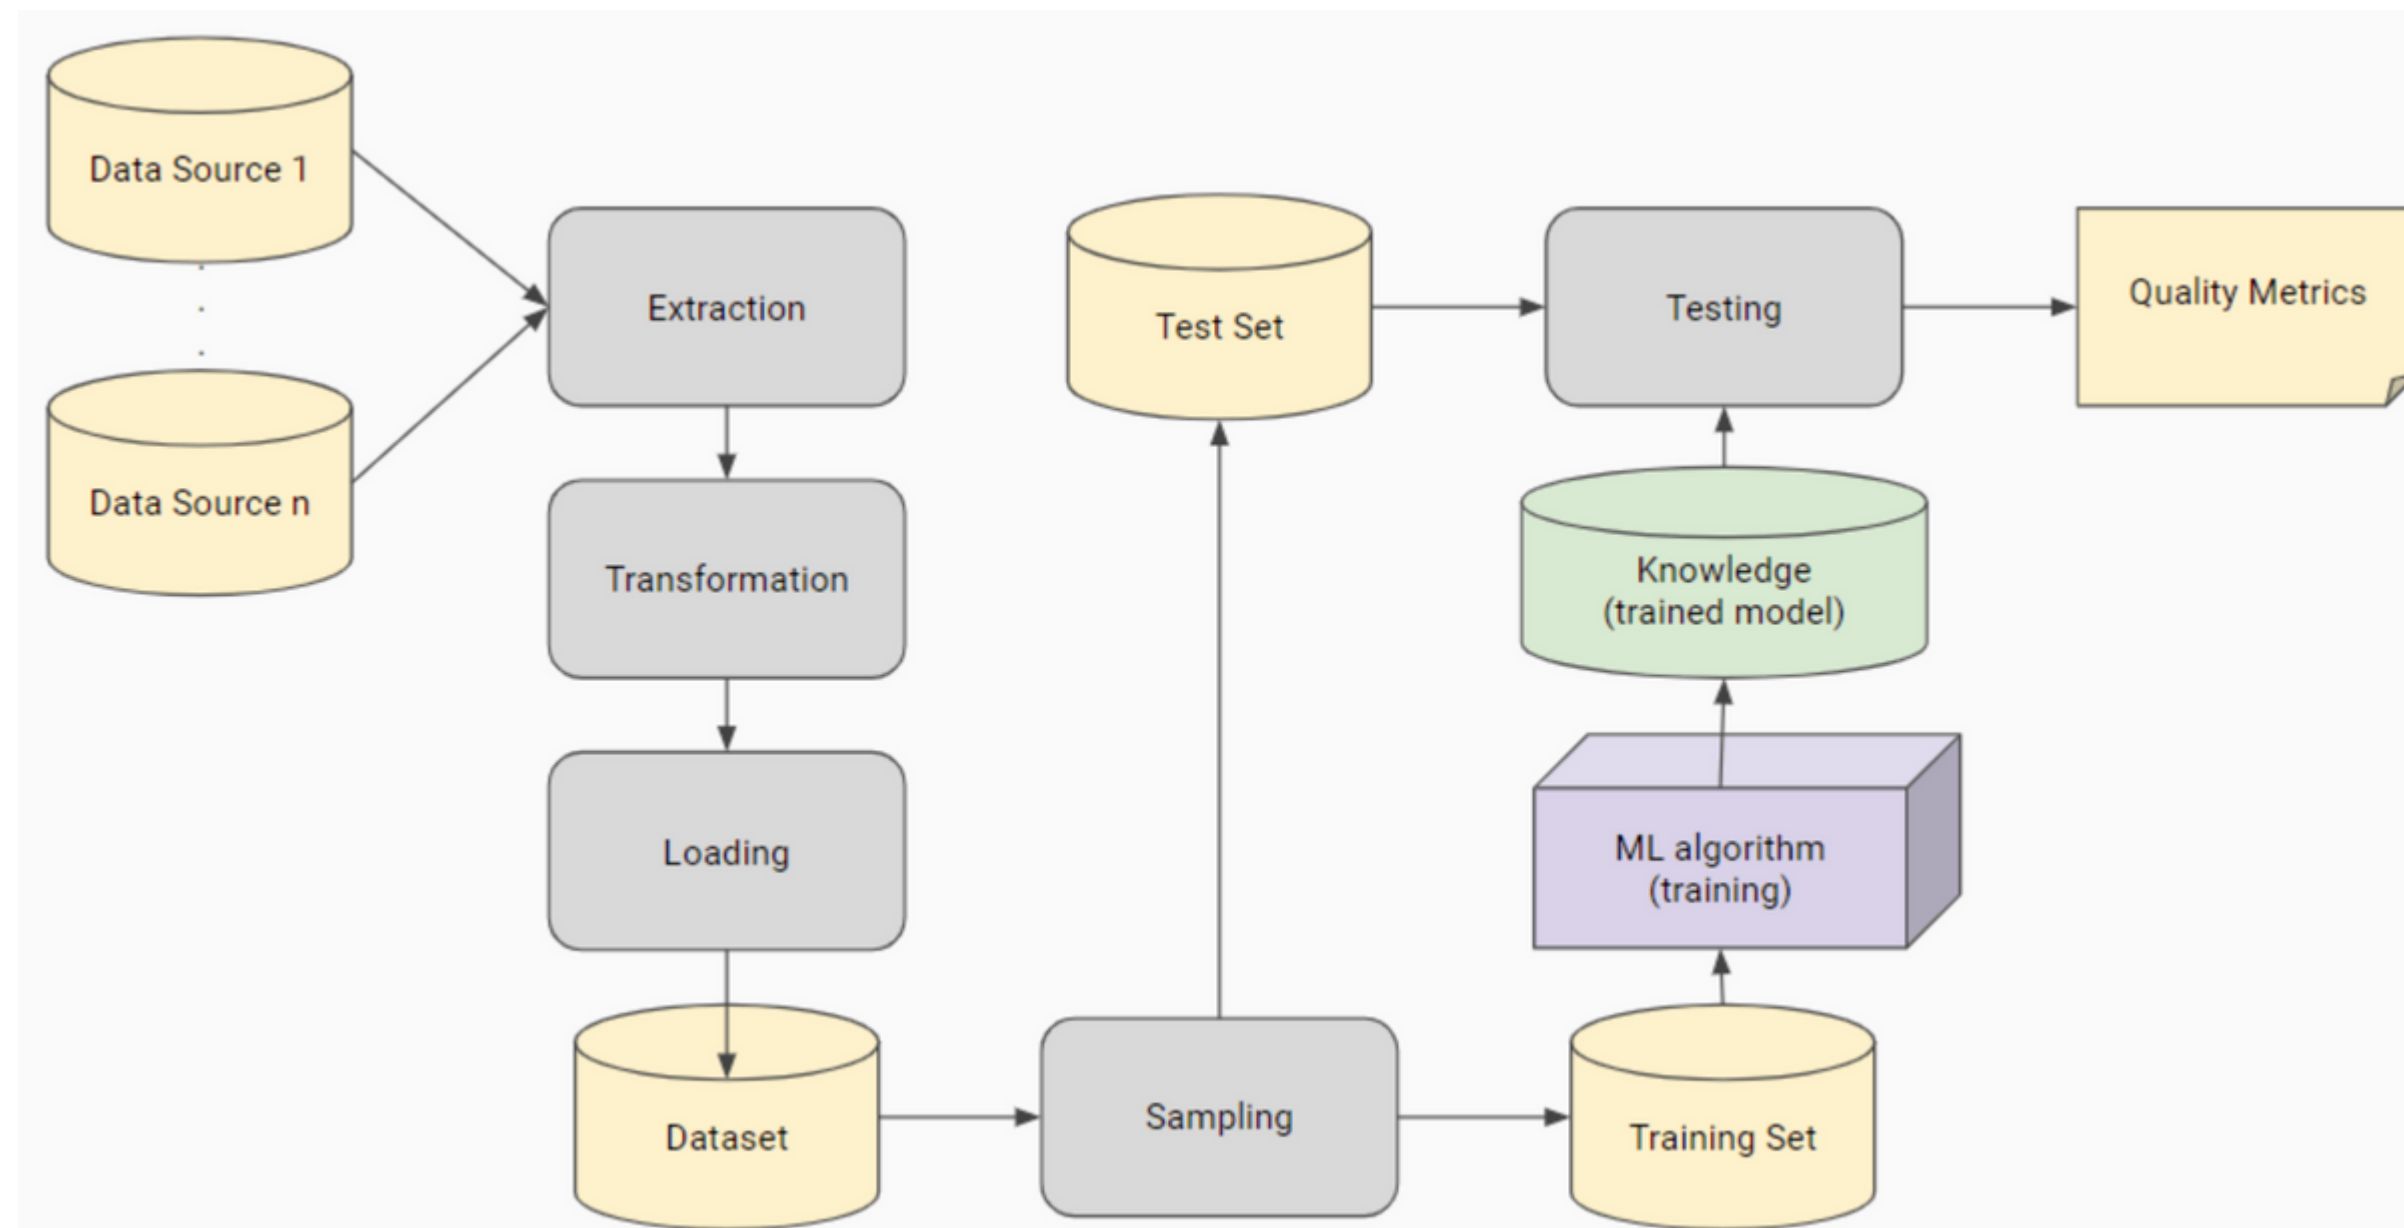 Data Source 1
Data Source n
Extraction
Transformation
Loading
Dataset
Sampling
Test Set
Training Set
ML algorithm
(training)
Knowledge
(trained model)
Testing
Quality Metrics